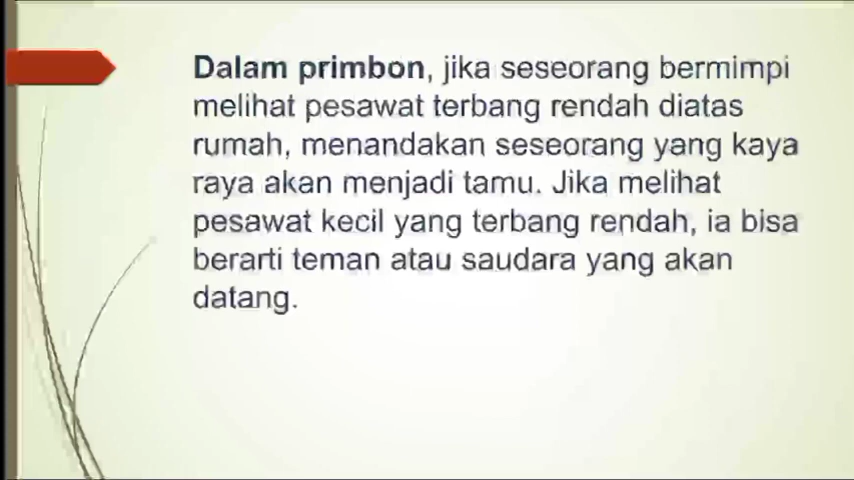 Dalam primbon, jika seseorang bermimpi
melihat pesawat terbang rendah diatas
rumah, menandakan seseorang yang kaya
raya akan menjadi tamu. Jika melihat
pesawat kecil yang terbang rendah, ia bisa
berarti teman atau saudara yang akan
datang.